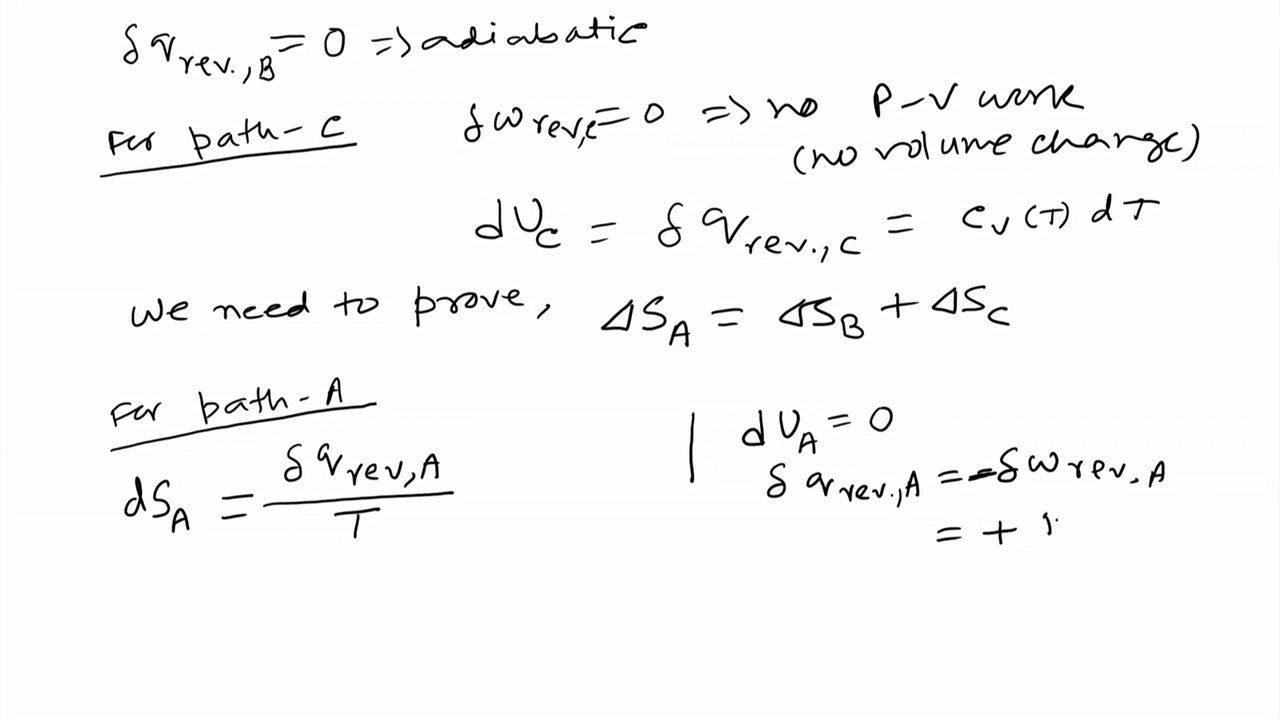 δq_rev.,B = 0 => adiabatic
For path-C δw_rev,c = 0 => no P-V work
(no volume change)
dU_C = δq_rev.,C = C_V(T) dT
We need to prove, ΔS_A = ΔS_B + ΔS_C
For path-A
dU_A = 0
dS_A = δq_rev,A / T
δq_rev.,A = -δw_rev.A
= +